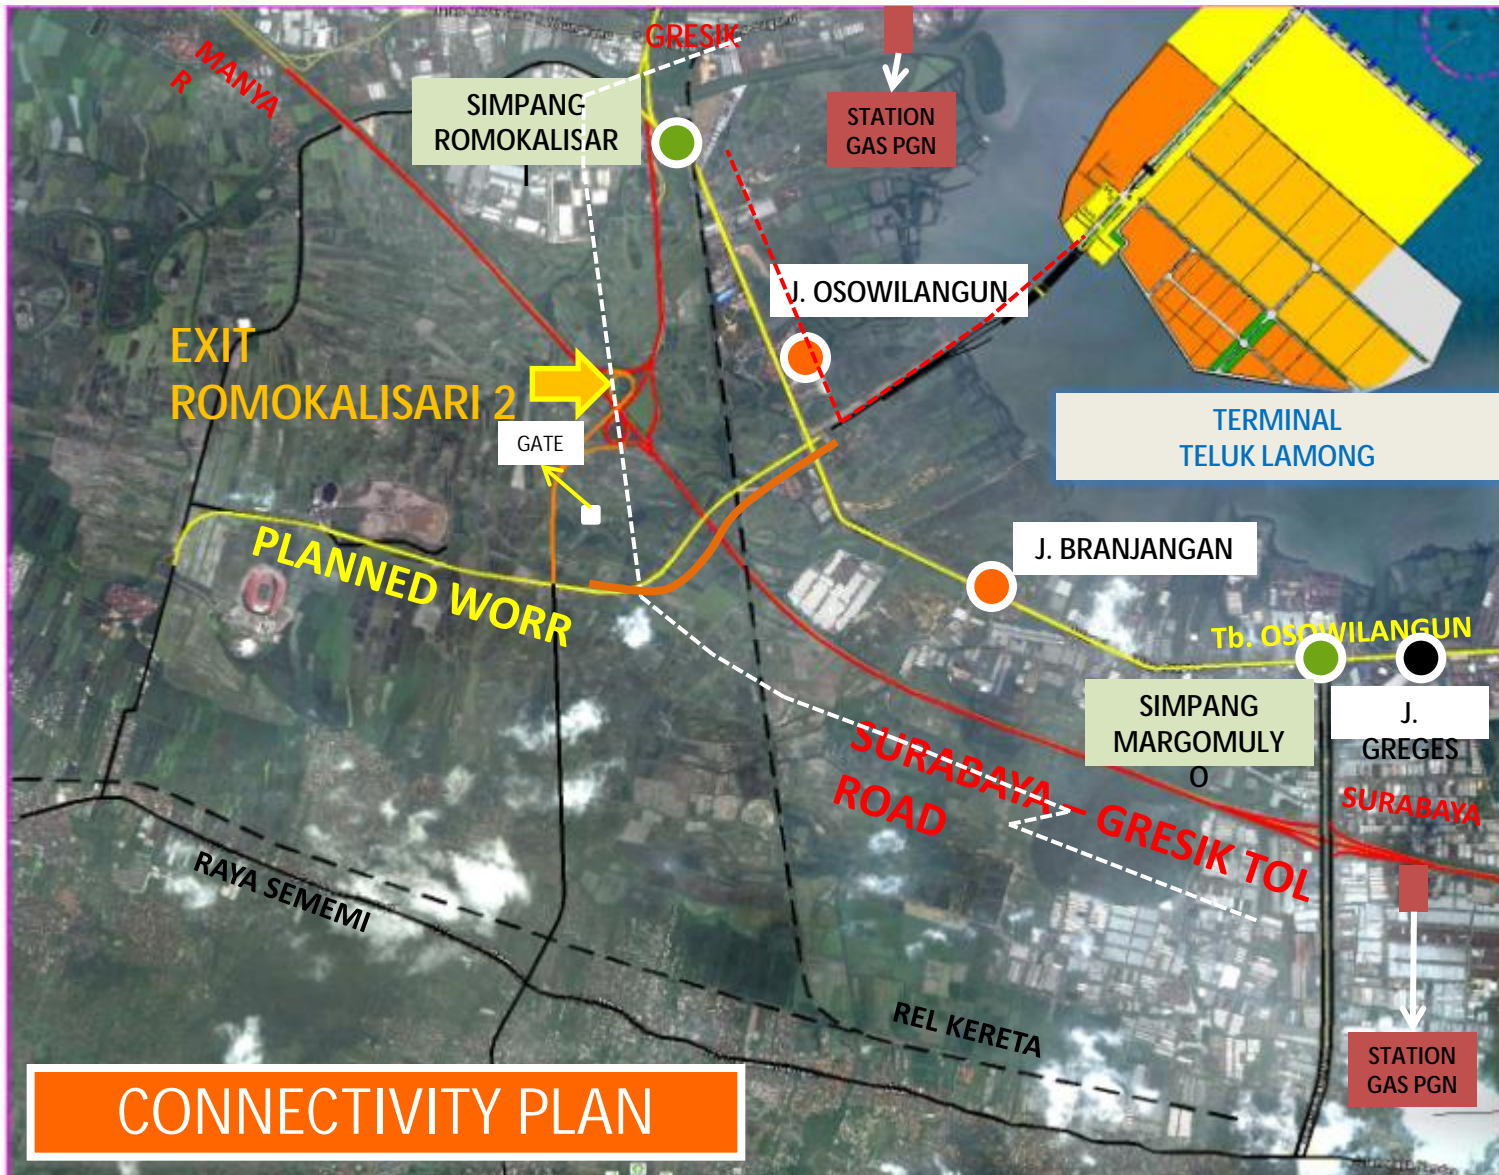 MANYA
R
GRESIK
SIMPANG
ROMOKALISAR
I
STATION
GAS PGN
J. OSOWILANGUN
EXIT
ROMOKALISARI 2
GATE
TERMINAL
TELUK LAMONG
PLANNED WORR
J. BRANJANGAN
Tb. OSOWILANGUN
SIMPANG
MARGOMULY
O
J.
GREGES
SURABAYA
SURABAYA – GRESIK TOL
ROAD
RAYA SEMEMI
REL KERETA
STATION
GAS PGN
CONNECTIVITY PLAN